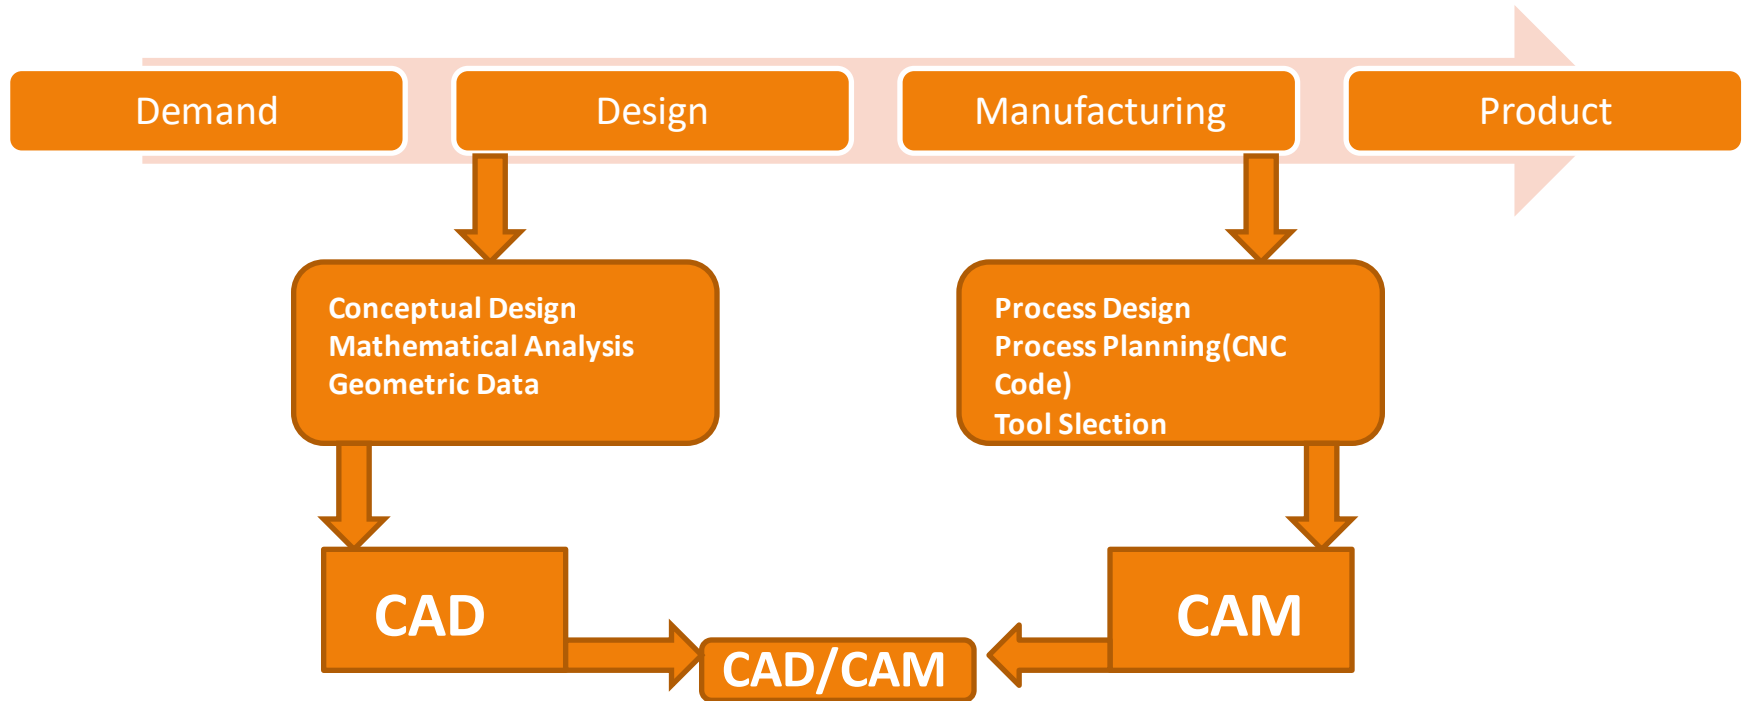 Demand
Design
Manufacturing
Product
Conceptual Design
Mathematical Analysis
Geometric Data
Process Design
Process Planning(CNC
Code)
Tool Slection
CAD
CAM
CAD/CAM